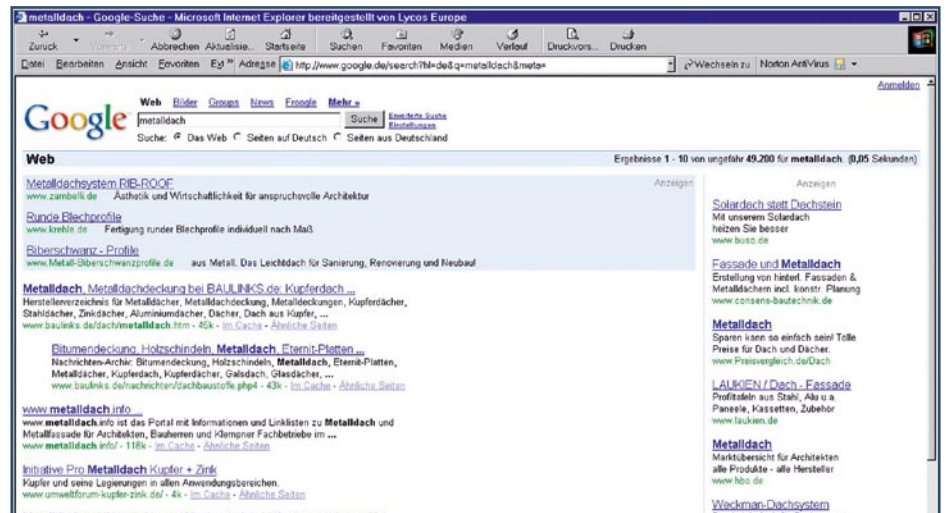 metalldach - Google-Suche - Microsoft Internet Explorer bereitgestellt von Lycos Europe
Zurück Vorwärts Abbrechen Aktualisie... Startseite Suchen Favoriten Medien Verlauf Druckvors... Drucken
Datei Bearbeiten Ansicht Favoriten Ext » Adresse http://www.google.de/search?hl=de&q=metalldach&meta= Wechseln zu Norton AntiVirus
Anmelden
Google
Web Bilder Groups News Froogle Mehr »
metalldach Suche Erweiterte Suche
Einstellungen
Suche: Das Web Seiten auf Deutsch Seiten aus Deutschland
Web Ergebnisse 1 - 10 von ungefähr 49.200 für metalldach. (0,05 Sekunden)
Metalldachsystem RIB-ROOF Anzeigen
www.zambelli.de Ästhetik und Wirtschaftlichkeit für anspruchsvolle Architektur
Runde Blechprofile
www.krehle.de Fertigung runder Blechprofile individuell nach Maß
Biberschwanz - Profile
www.Metall-Biberschwanzprofile.de aus Metall. Das Leichtdach für Sanierung, Renovierung und Neubau!
Metalldach, Metalldachdeckung bei BAULINKS.de: Kupferdach ...
Herstellerverzeichnis für Metalldächer, Metalldachdeckung, Metalldeckungen, Kupferdächer,
Stahldächer, Zinkdächer, Aluminiumdächer, Dächer, Dach aus Kupfer, ...
www.baulinks.de/dach/metalldach.htm - 45k - Im Cache - Ähnliche Seiten
Bitumendeckung, Holzschindeln, Metalldach, Eternit-Platten ...
Nachrichten-Archiv: Bitumendeckung, Holzschindeln, Metalldach, Eternit-Platten,
Metalldächer, Kupferdach, Kupferdächer, Galsdach, Glasdächer, ...
www.baulinks.de/nachrichten/dachbaustoffe.php4 - 43k - Im Cache - Ähnliche Seiten
www.metalldach.info ...
www.metalldach.info ist das Portal mit Informationen und Linklisten zu Metalldach und
Metallfassade für Architekten, Bauherren und Klempner Fachbetriebe im ...
www.metalldach.info/ - 116k - Im Cache - Ähnliche Seiten
Initiative Pro Metalldach Kupfer + Zink
Kupfer und seine Legierungen in allen Anwendungsbereichen.
www.umweltforum-kupfer-zink.de/ - 4k - Im Cache - Ähnliche Seiten
Anzeigen
Solardach statt Dachstein
Mit unserem Solardach
heizen Sie besser
www.buso.de
Fassade und Metalldach
Erstellung von hinterl. Fassaden &
Metalldächern incl. konstr. Planung
www.consens-bautechnik.de
Metalldach
Sparen kann so einfach sein! Tolle
Preise für Dach und Dächer.
www.Preisvergleich.de/Dach
LAUKIEN / Dach - Fassade
Profiltafeln aus Stahl, Alu u.a.
Paneele, Kassetten, Zubehör
www.laukien.de
Metalldach
Marktübersicht für Architekten
alle Produkte - alle Hersteller
www.hbo.de
Weckman-Dachsystem